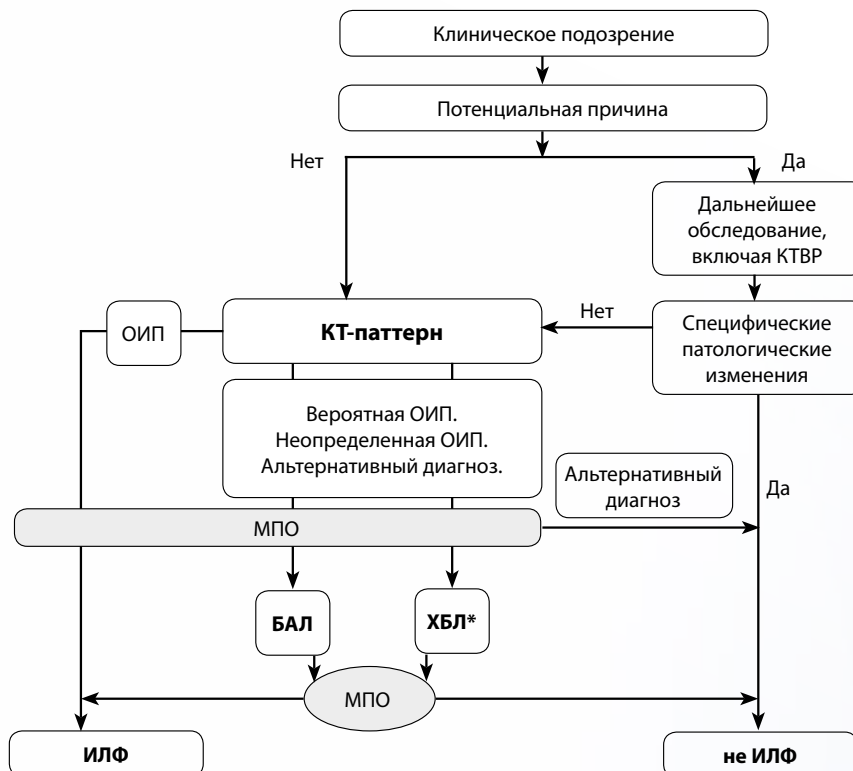 Клиническое подозрение
Потенциальная причина
Нет
Да
Дальнейшее
обследование,
включая КТВР
ОИП
КТ-паттерн
Нет
Специфические
патологические
изменения
Вероятная ОИП.
Неопределенная ОИП.
Альтернативный диагноз.
Альтернативный
диагноз
Да
МПО
БАЛ
ХБЛ*
МПО
ИЛФ
не ИЛФ